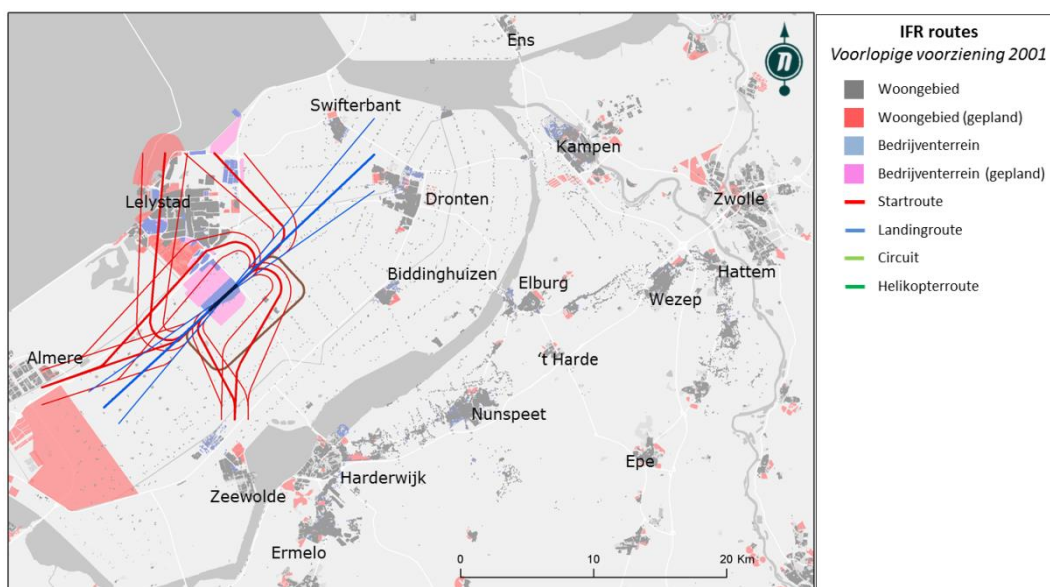 Ens
Swifterbant
Kampen
Lelystad
Dronten
Zwolle
Biddinghuizen
Elburg
Hattem
Wezep
Almere
't Harde
Nunspeet
Epe
Harderwijk
Zeewolde
Ermelo
0 10 20 Km
N
IFR routes
Voorlopige voorziening 2001
Woongebied
Woongebied (gepland)
Bedrijventerrein
Bedrijventerrein (gepland)
Startroute
Landingroute
Circuit
Helikopterroute